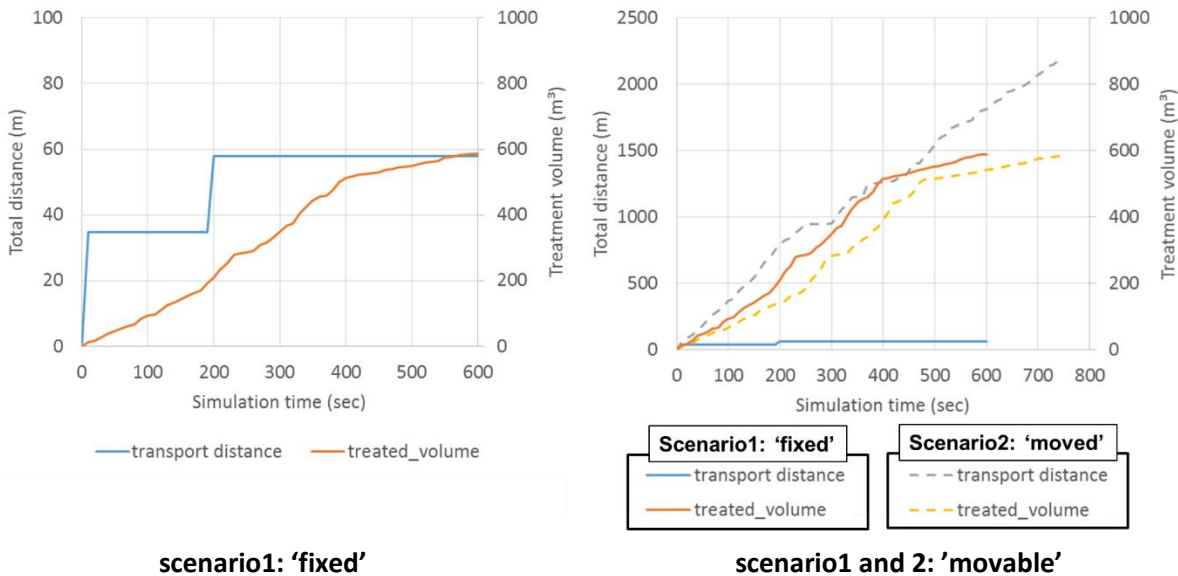 100
80
60
40
20
0
Total distance (m)
1000
800
600
400
200
0
Treatment volume (m³)
0 100 200 300 400 500 600
Simulation time (sec)
transport distance treated_volume
scenario1: ‘fixed’
2500
2000
1500
1000
500
0
Total distance (m)
1000
800
600
400
200
0
Treatment volume (m³)
0 100 200 300 400 500 600 700 800
Simulation time (sec)
Scenario1: ‘fixed’
transport distance
treated_volume
Scenario2: ‘moved’
transport distance
treated_volume
scenario1 and 2: ’movable’